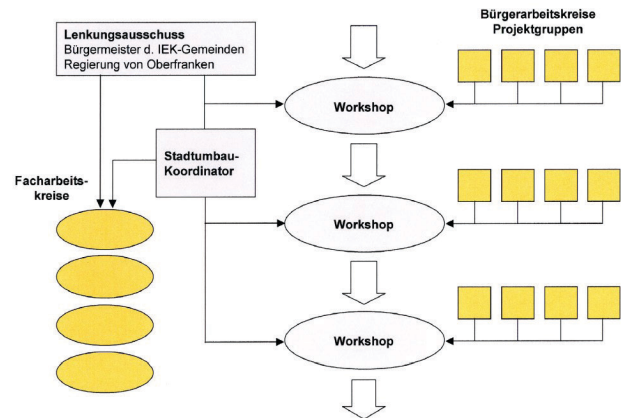 Lenkungsausschuss
Bürgermeister d. IEK-Gemeinden
Regierung von Oberfranken
Bürgerarbeitskreise
Projektgruppen
Workshop
Stadtumbau-
Koordinator
Facharbeits-
kreise
Workshop
Workshop